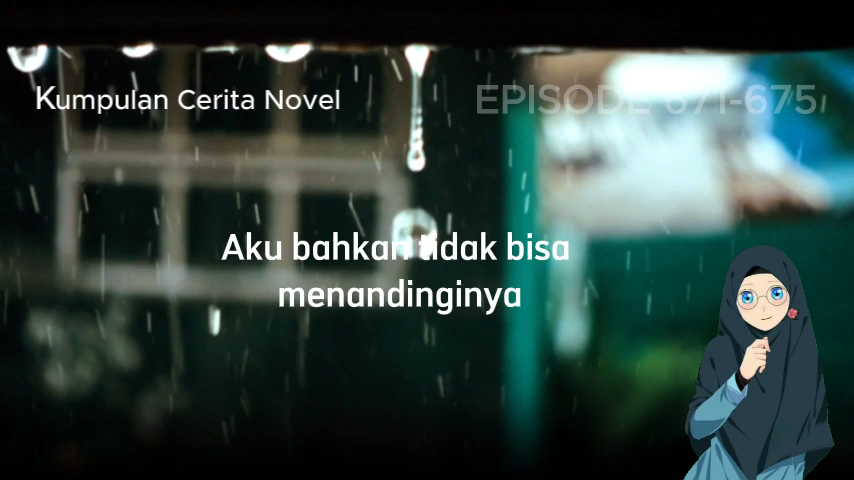 Kumpulan Cerita Novel
EPISODE 671-675
Aku bahkan tidak bisa
menandinginya